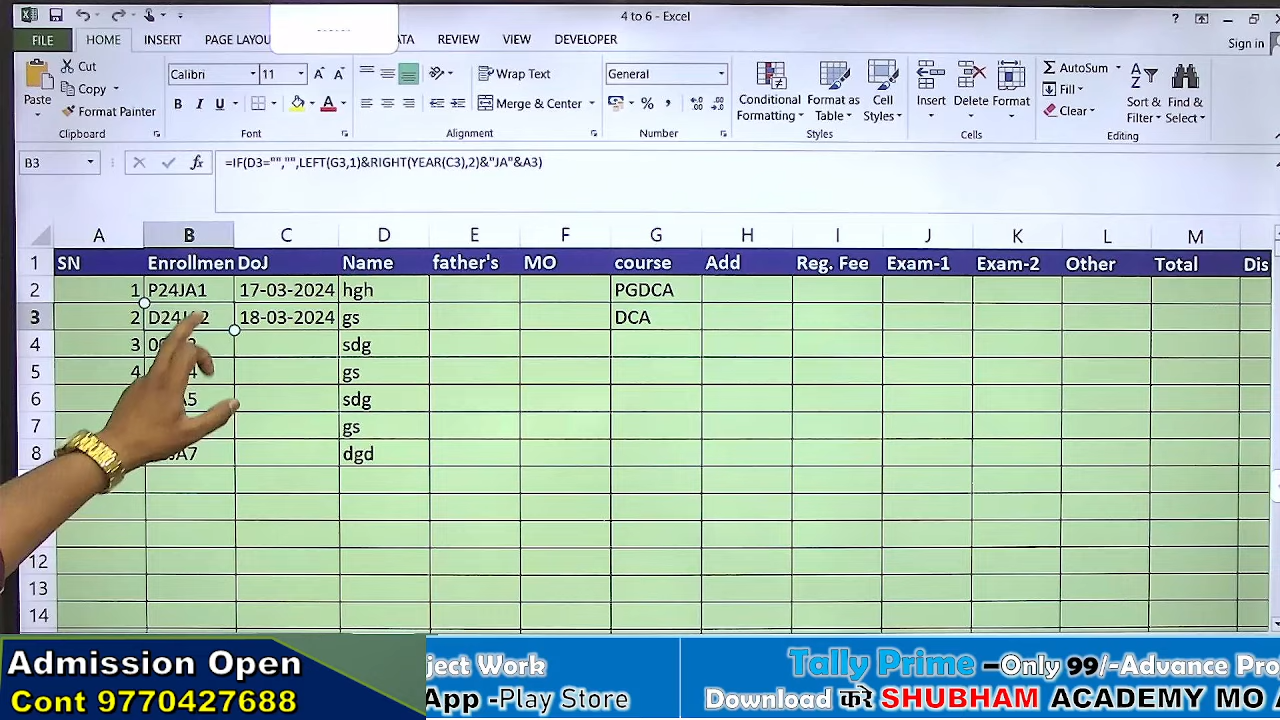 4 to 6 - Excel
FILE HOME INSERT PAGE LAYOU ATA REVIEW VIEW DEVELOPER Sign in
Cut
Copy
Format Painter
Paste
Clipboard
Calibri 11
B I U
Font
Wrap Text
Merge & Center
Alignment
General
Number
Conditional Formatting
Format as Table
Cell Styles
Styles
Insert Delete Format
Cells
AutoSum
Fill
Clear
Sort & Filter
Find & Select
Editing
B3 fx =IF(D3="","",LEFT(G3,1)&RIGHT(YEAR(C3),2)&"JA"&A3)
A B C D E F G H I J K L M
1 SN Enrollmen DoJ Name father's MO course Add Reg. Fee Exam-1 Exam-2 Other Total Dis
2 1 P24JA1 17-03-2024 hgh PGDCA
3 2 18-03-2024 gs DCA
4 3 sdg
5 4 gs
6 sdg
7 gs
8 dgd
12
13
14
Admission Open
Cont 9770427688
ject Work
App -Play Store
Tally Prime –Only 99/-Advance Pro
Download करे SHUBHAM ACADEMY MO A